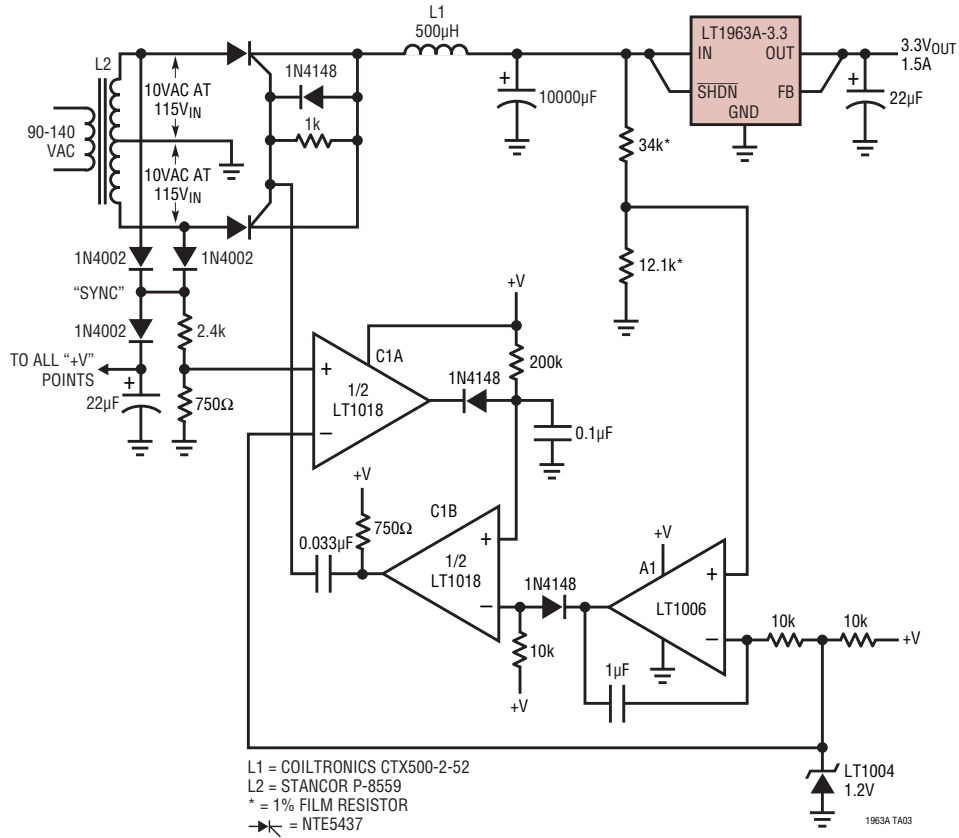 L1
500µH
LT1963A-3.3
IN
OUT
3.3VOUT
1.5A
SHDN
FB
GND
22µF
L2
10VAC AT
115VIN
1N4148
1k
10000µF
90-140
VAC
10VAC AT
115VIN
34k*
12.1k*
1N4002
1N4002
"SYNC"
1N4002
2.4k
TO ALL "+V"
POINTS
22µF
750Ω
+V
C1A
200k
1N4148
1/2
LT1018
0.1µF
+V
750Ω
C1B
0.033µF
1/2
LT1018
1N4148
+V
A1
LT1006
10k
10k
+V
10k
1µF
+V
LT1004
1.2V
L1 = COILTRONICS CTX500-2-52
L2 = STANCOR P-8559
* = 1% FILM RESISTOR
= NTE5437
1963A TA03